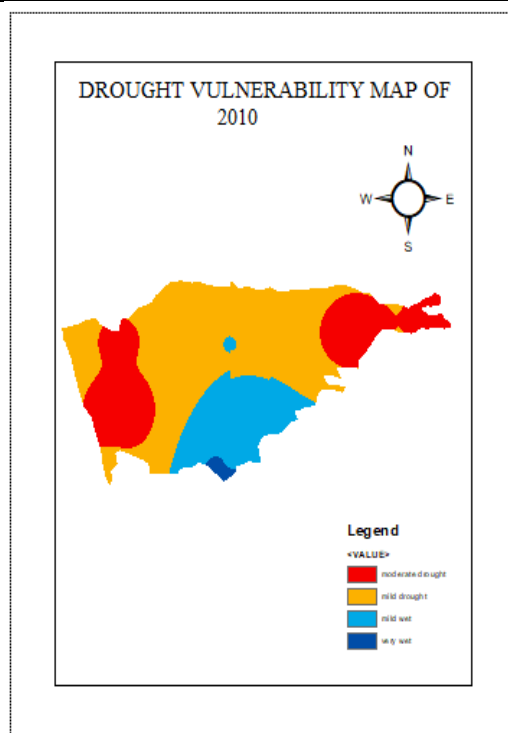 DROUGHT VULNERABILITY MAP OF
2010
N
W E
S
Legend
<VALUE>
moderate drought
mild drought
mild wet
very wet